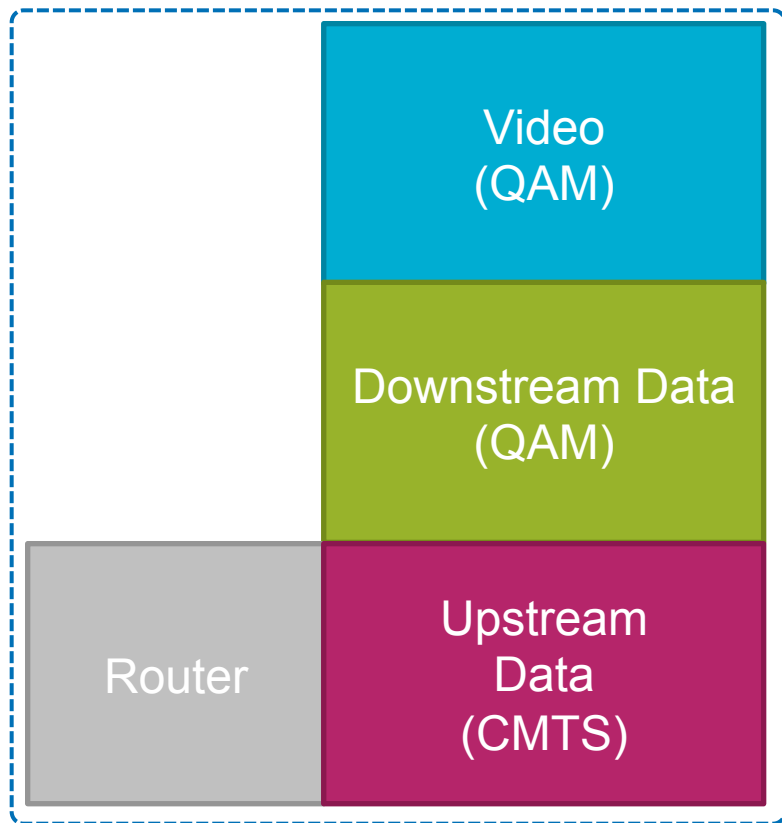 Video
(QAM)
Downstream Data
(QAM)
Router
Upstream
Data
(CMTS)